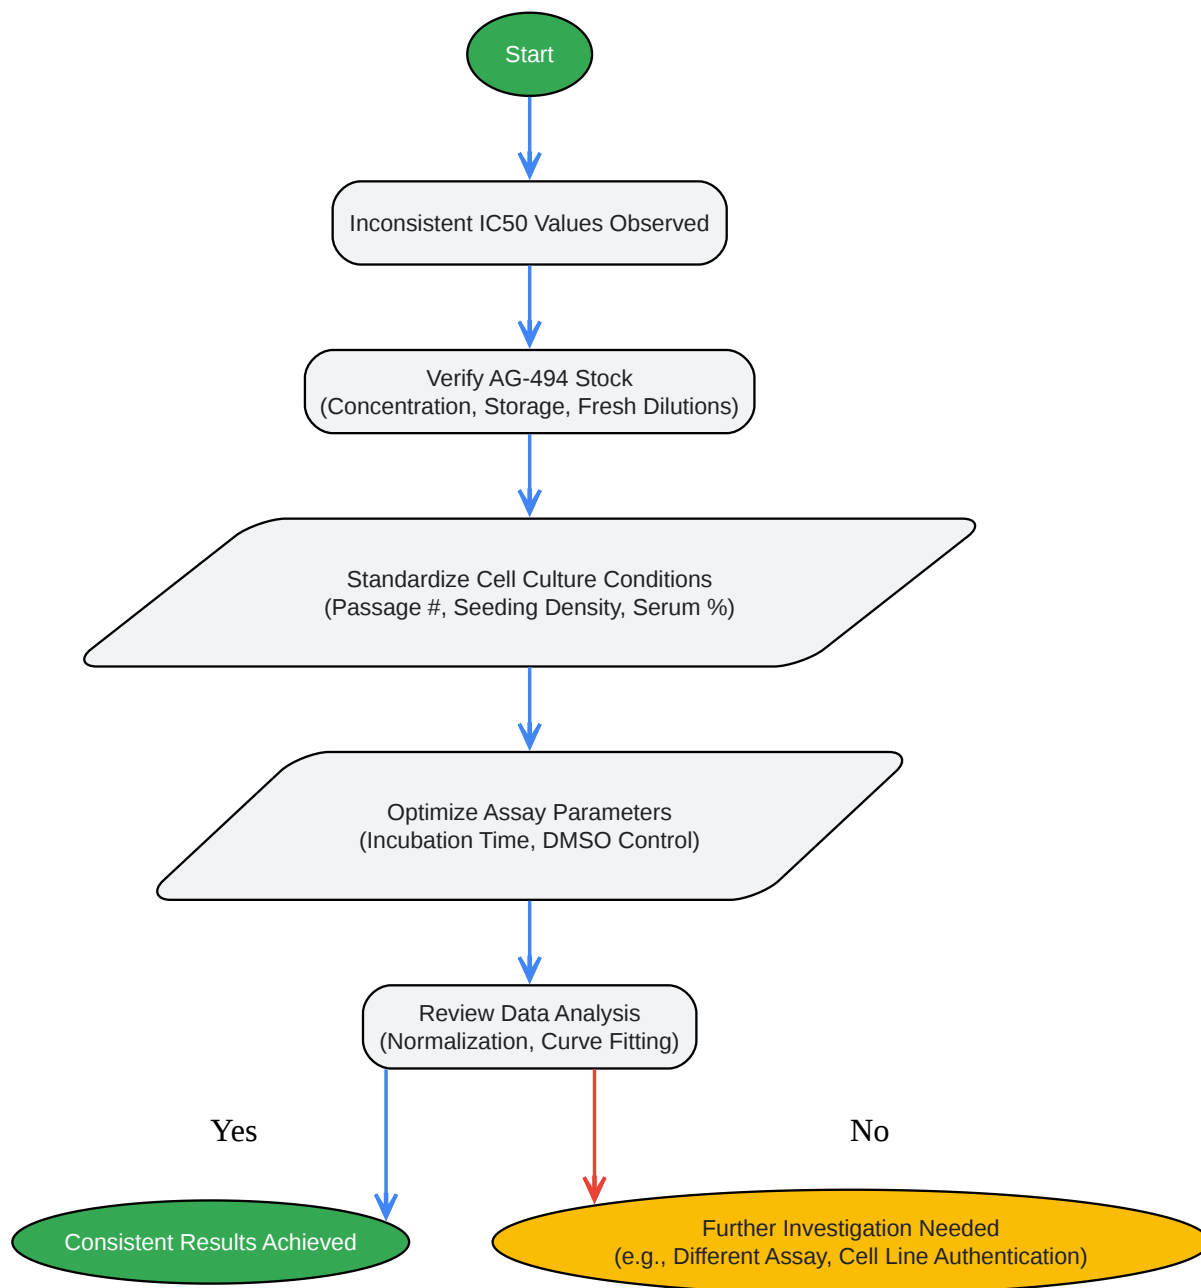 Start
Inconsistent IC50 Values Observed
Verify AG-494 Stock
(Concentration, Storage, Fresh Dilutions)
Standardize Cell Culture Conditions
(Passage #, Seeding Density, Serum %)
Optimize Assay Parameters
(Incubation Time, DMSO Control)
Review Data Analysis
(Normalization, Curve Fitting)
Yes
No
Consistent Results Achieved
Further Investigation Needed
(e.g., Different Assay, Cell Line Authentication)